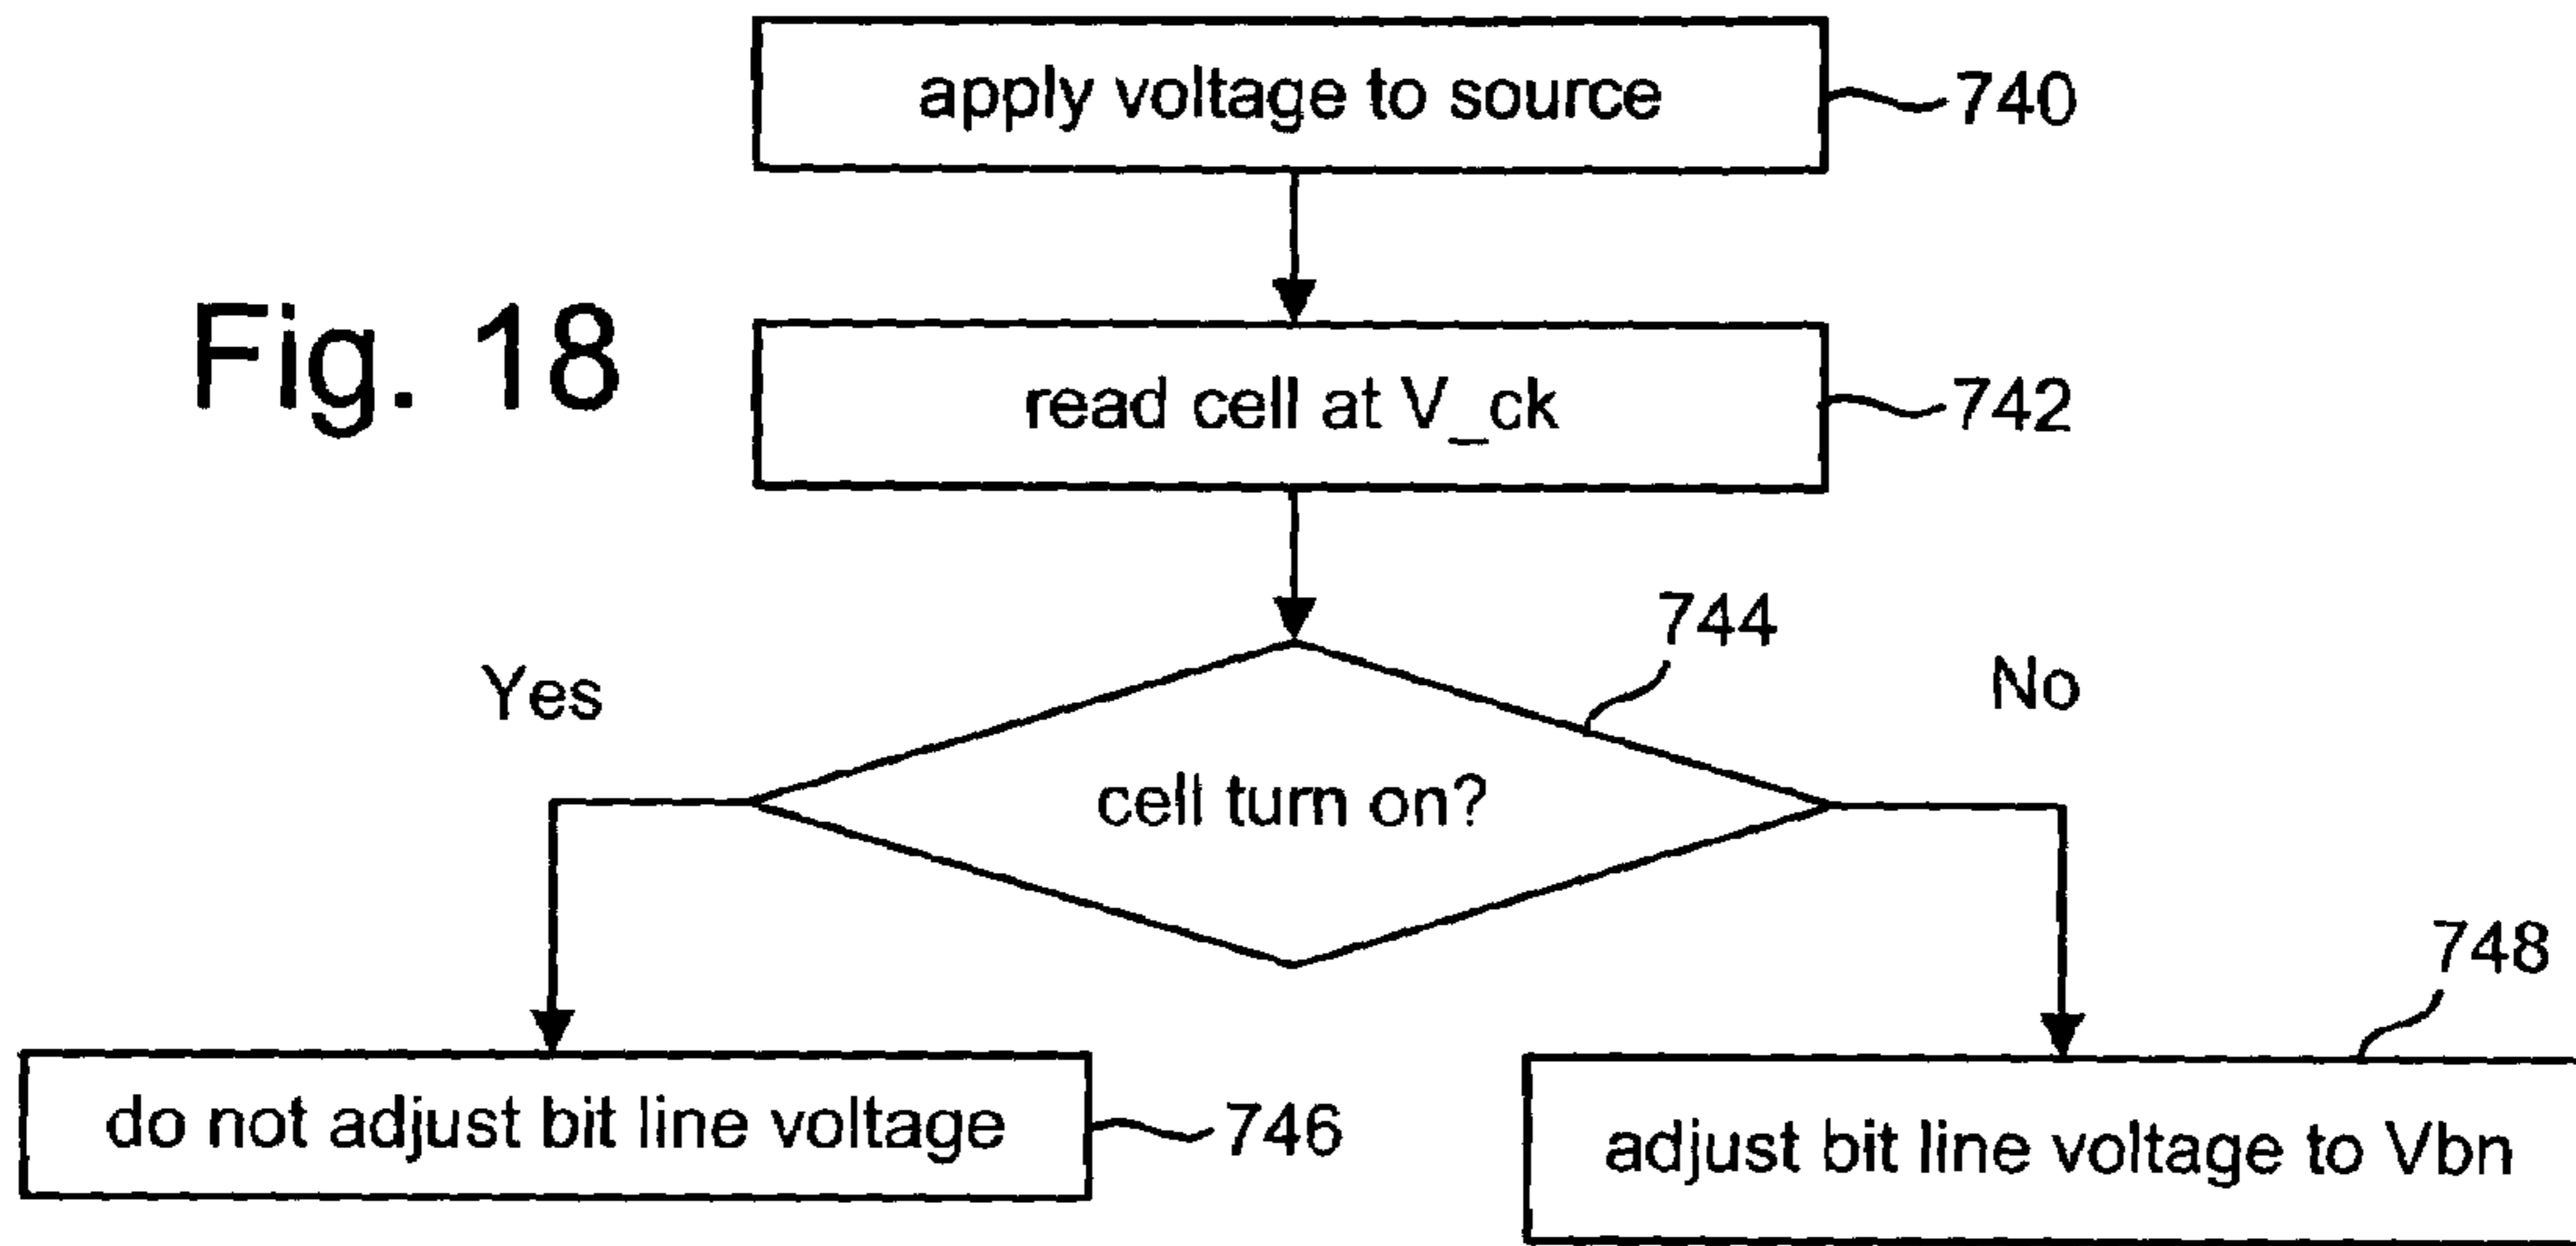 apply voltage to source
740
Fig. 18
read cell at V_ck
742
744
Yes
No
cell turn on?
748
do not adjust bit line voltage
746
adjust bit line voltage to Vbn